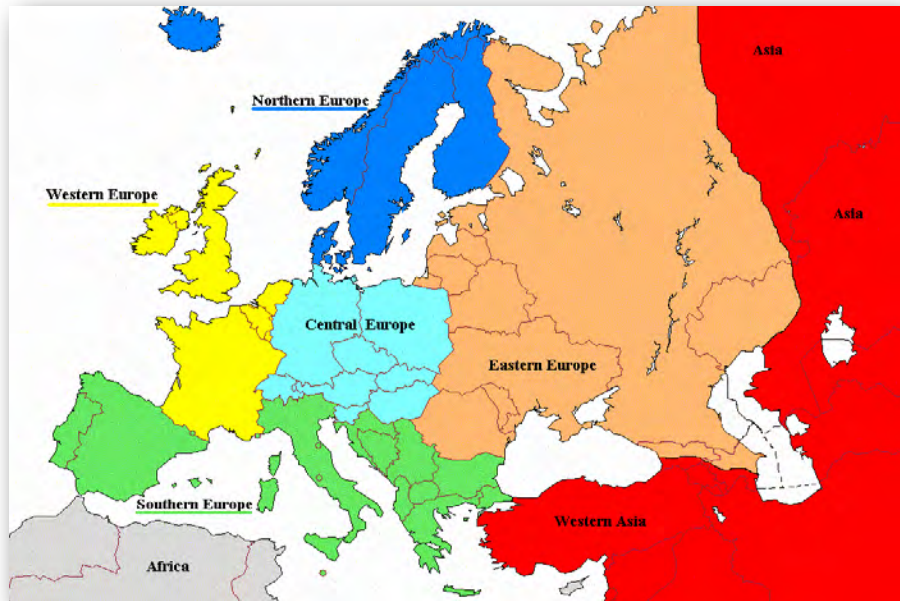 Asia
Northern Europe
Western Europe
Asia
Central Europe
Eastern Europe
Southern Europe
Western Asia
Africa